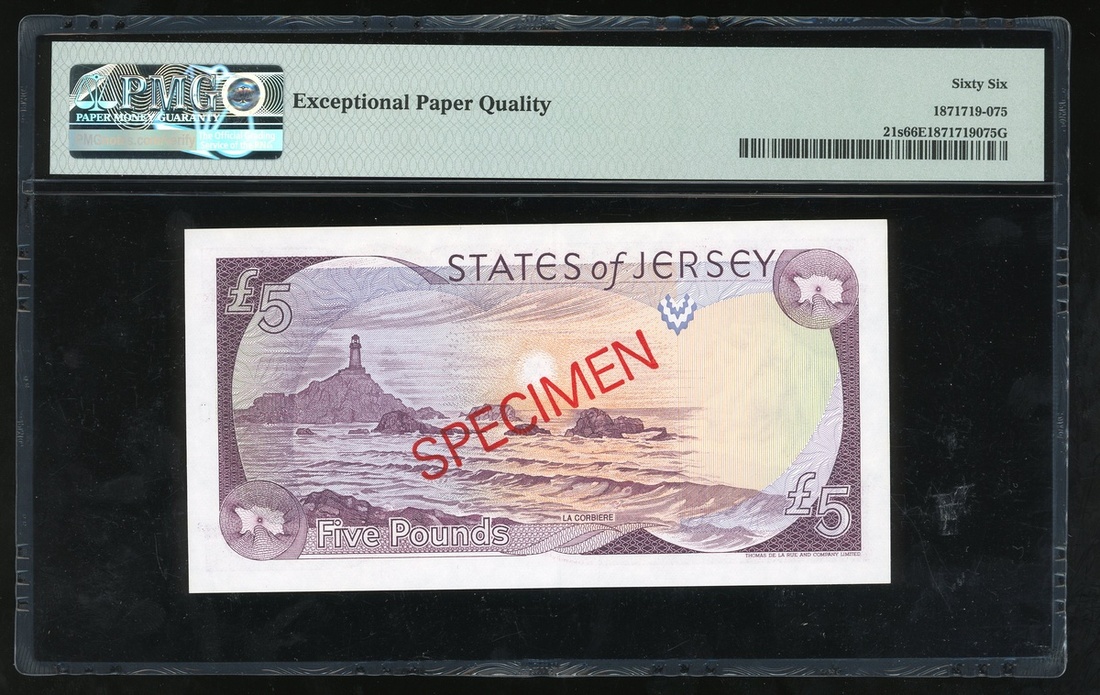 PMG
PAPER MONEY GUARANTY
Exceptional Paper Quality
Sixty Six
1871719-075
21s66E1871719075G
STATES of JERSEY
£5
SPECIMEN
£5
LA CORBIERE
Five Pounds
THOMAS DE LA RUE AND COMPANY LIMITED